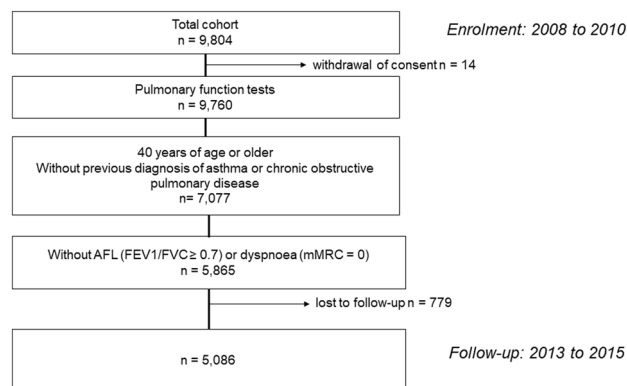 Total cohort
n = 9,804
Enrolment: 2008 to 2010
withdrawal of consent n = 14
Pulmonary function tests
n = 9,760
40 years of age or older
Without previous diagnosis of asthma or chronic obstructive
pulmonary disease
n= 7,077
Without AFL (FEV1/FVC ≥ 0.7) or dyspnoea (mMRC = 0)
n = 5,865
lost to follow-up n = 779
n = 5,086
Follow-up: 2013 to 2015